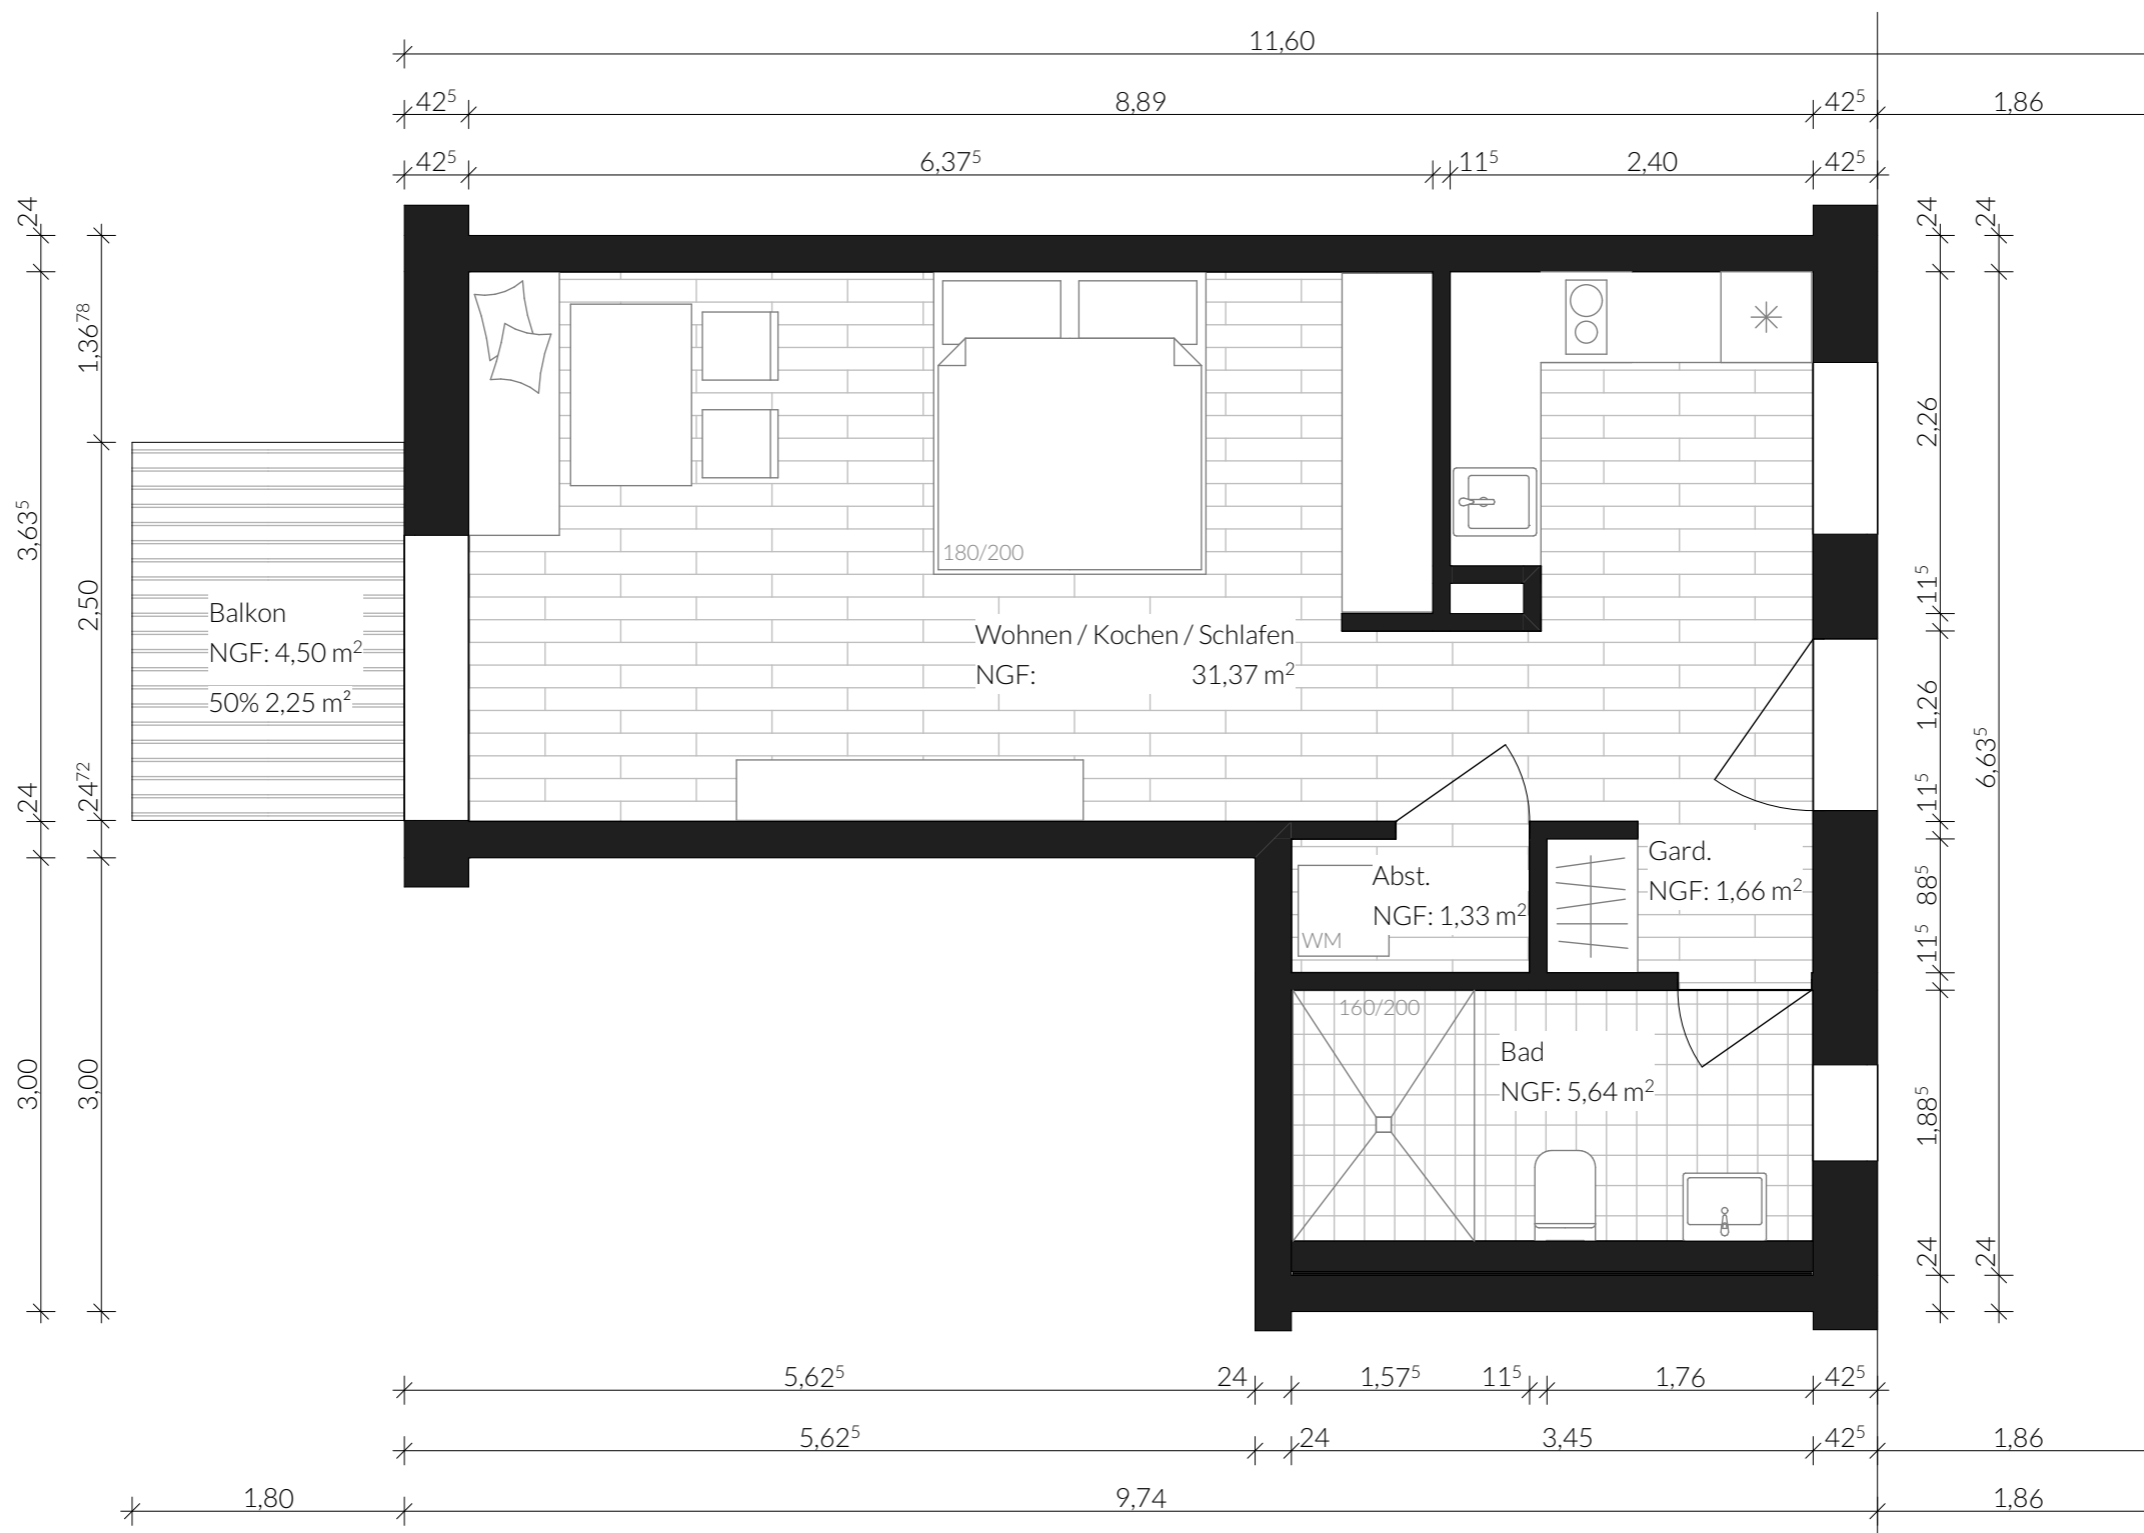 11,60
42⁵ 8,89 42⁵ 1,86
42⁵ 6,37⁵ 11⁵ 2,40 42⁵
24
3,63⁵
24
3,00
1,36⁷⁸
2,50
24⁷²
3,00
Balkon
NGF: 4,50 m²
50% 2,25 m²
180/200
Wohnen / Kochen / Schlafen
NGF: 31,37 m²
Abst.
NGF: 1,33 m²
WM
Gard.
NGF: 1,66 m²
160/200
Bad
NGF: 5,64 m²
24
2,26
11⁵
1,26
11⁵
88⁵
11⁵
1,88⁵
24
24
6,63⁵
24
5,62⁵ 24 1,57⁵ 11⁵ 1,76 42⁵
5,62⁵ 24 3,45 42⁵ 1,86
1,80 9,74 1,86